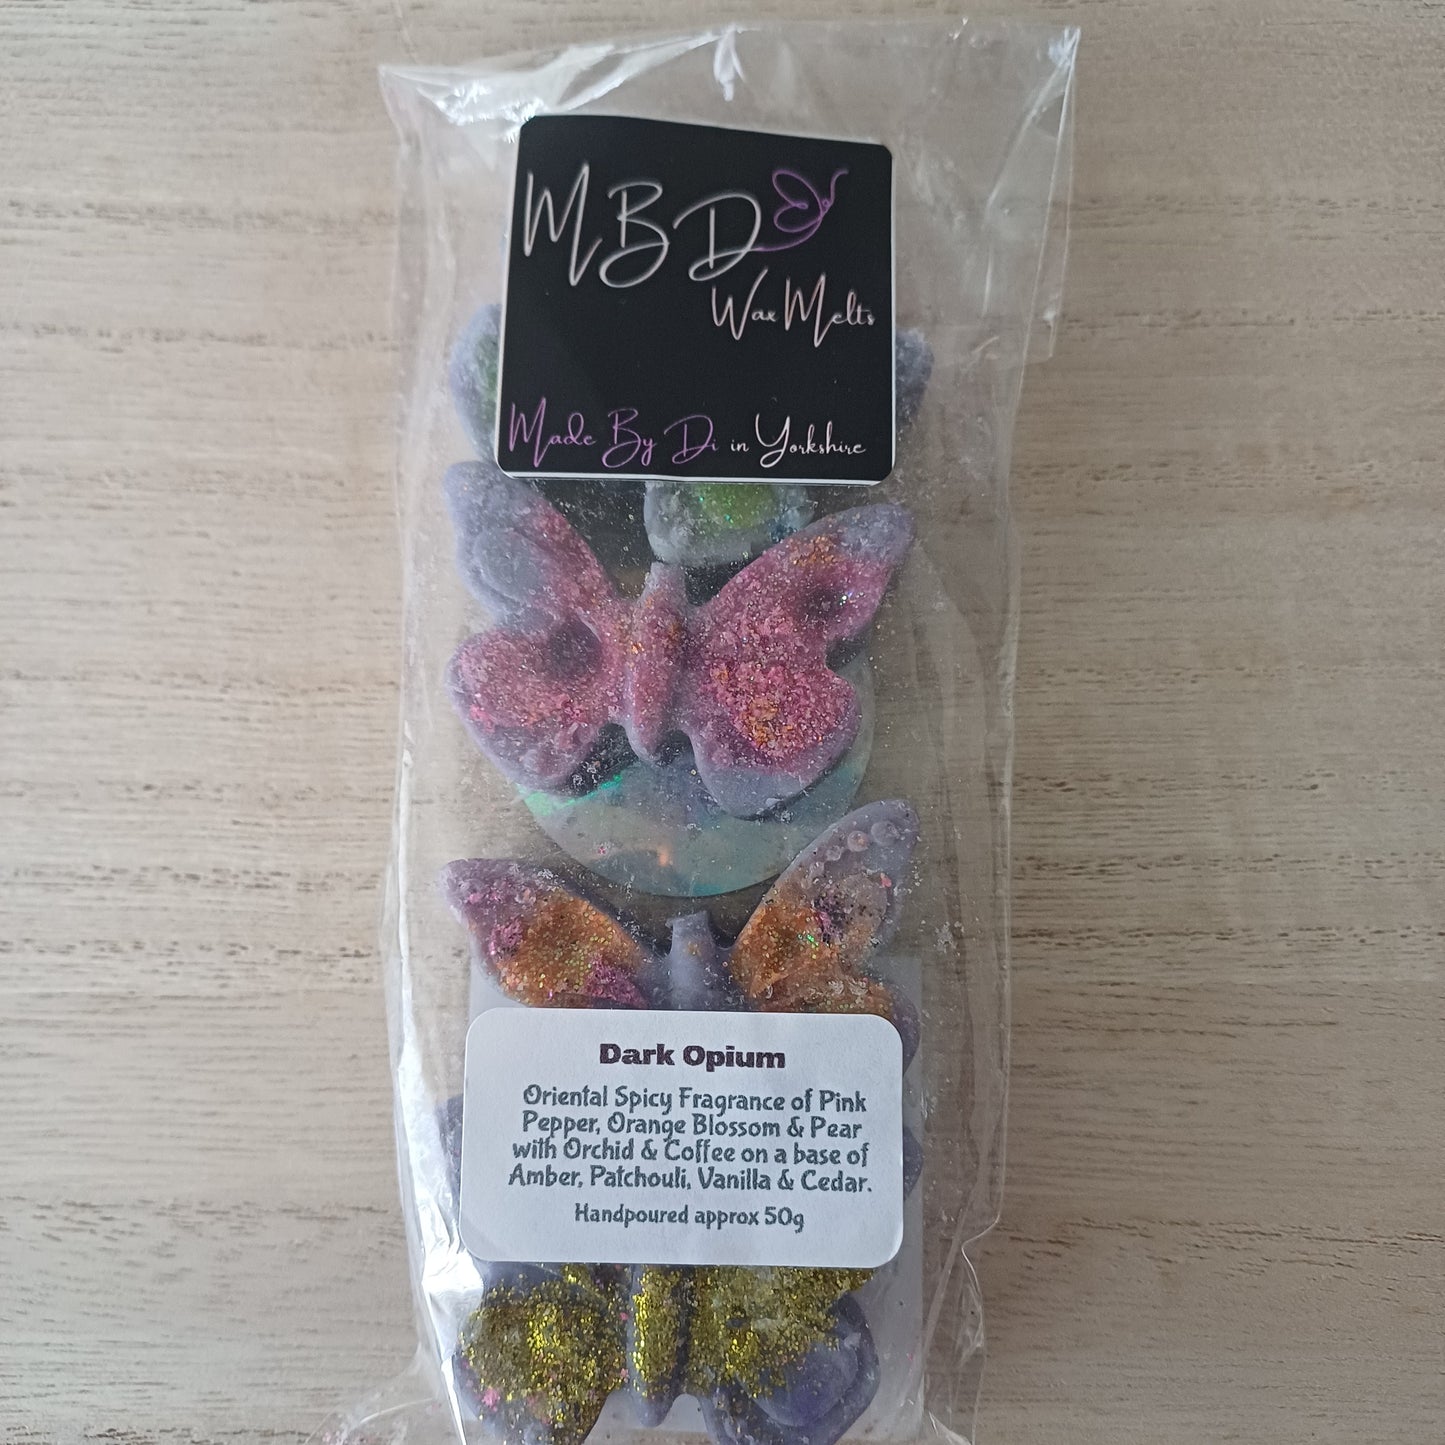 MBD
Wax Melts
Made By Di in Yorkshire
Dark Opium
Oriental Spicy Fragrance of Pink
Pepper, Orange Blossom & Pear
with Orchid & Coffee on a base of
Amber, Patchouli, Vanilla & Cedar.
Handpoured approx 50g